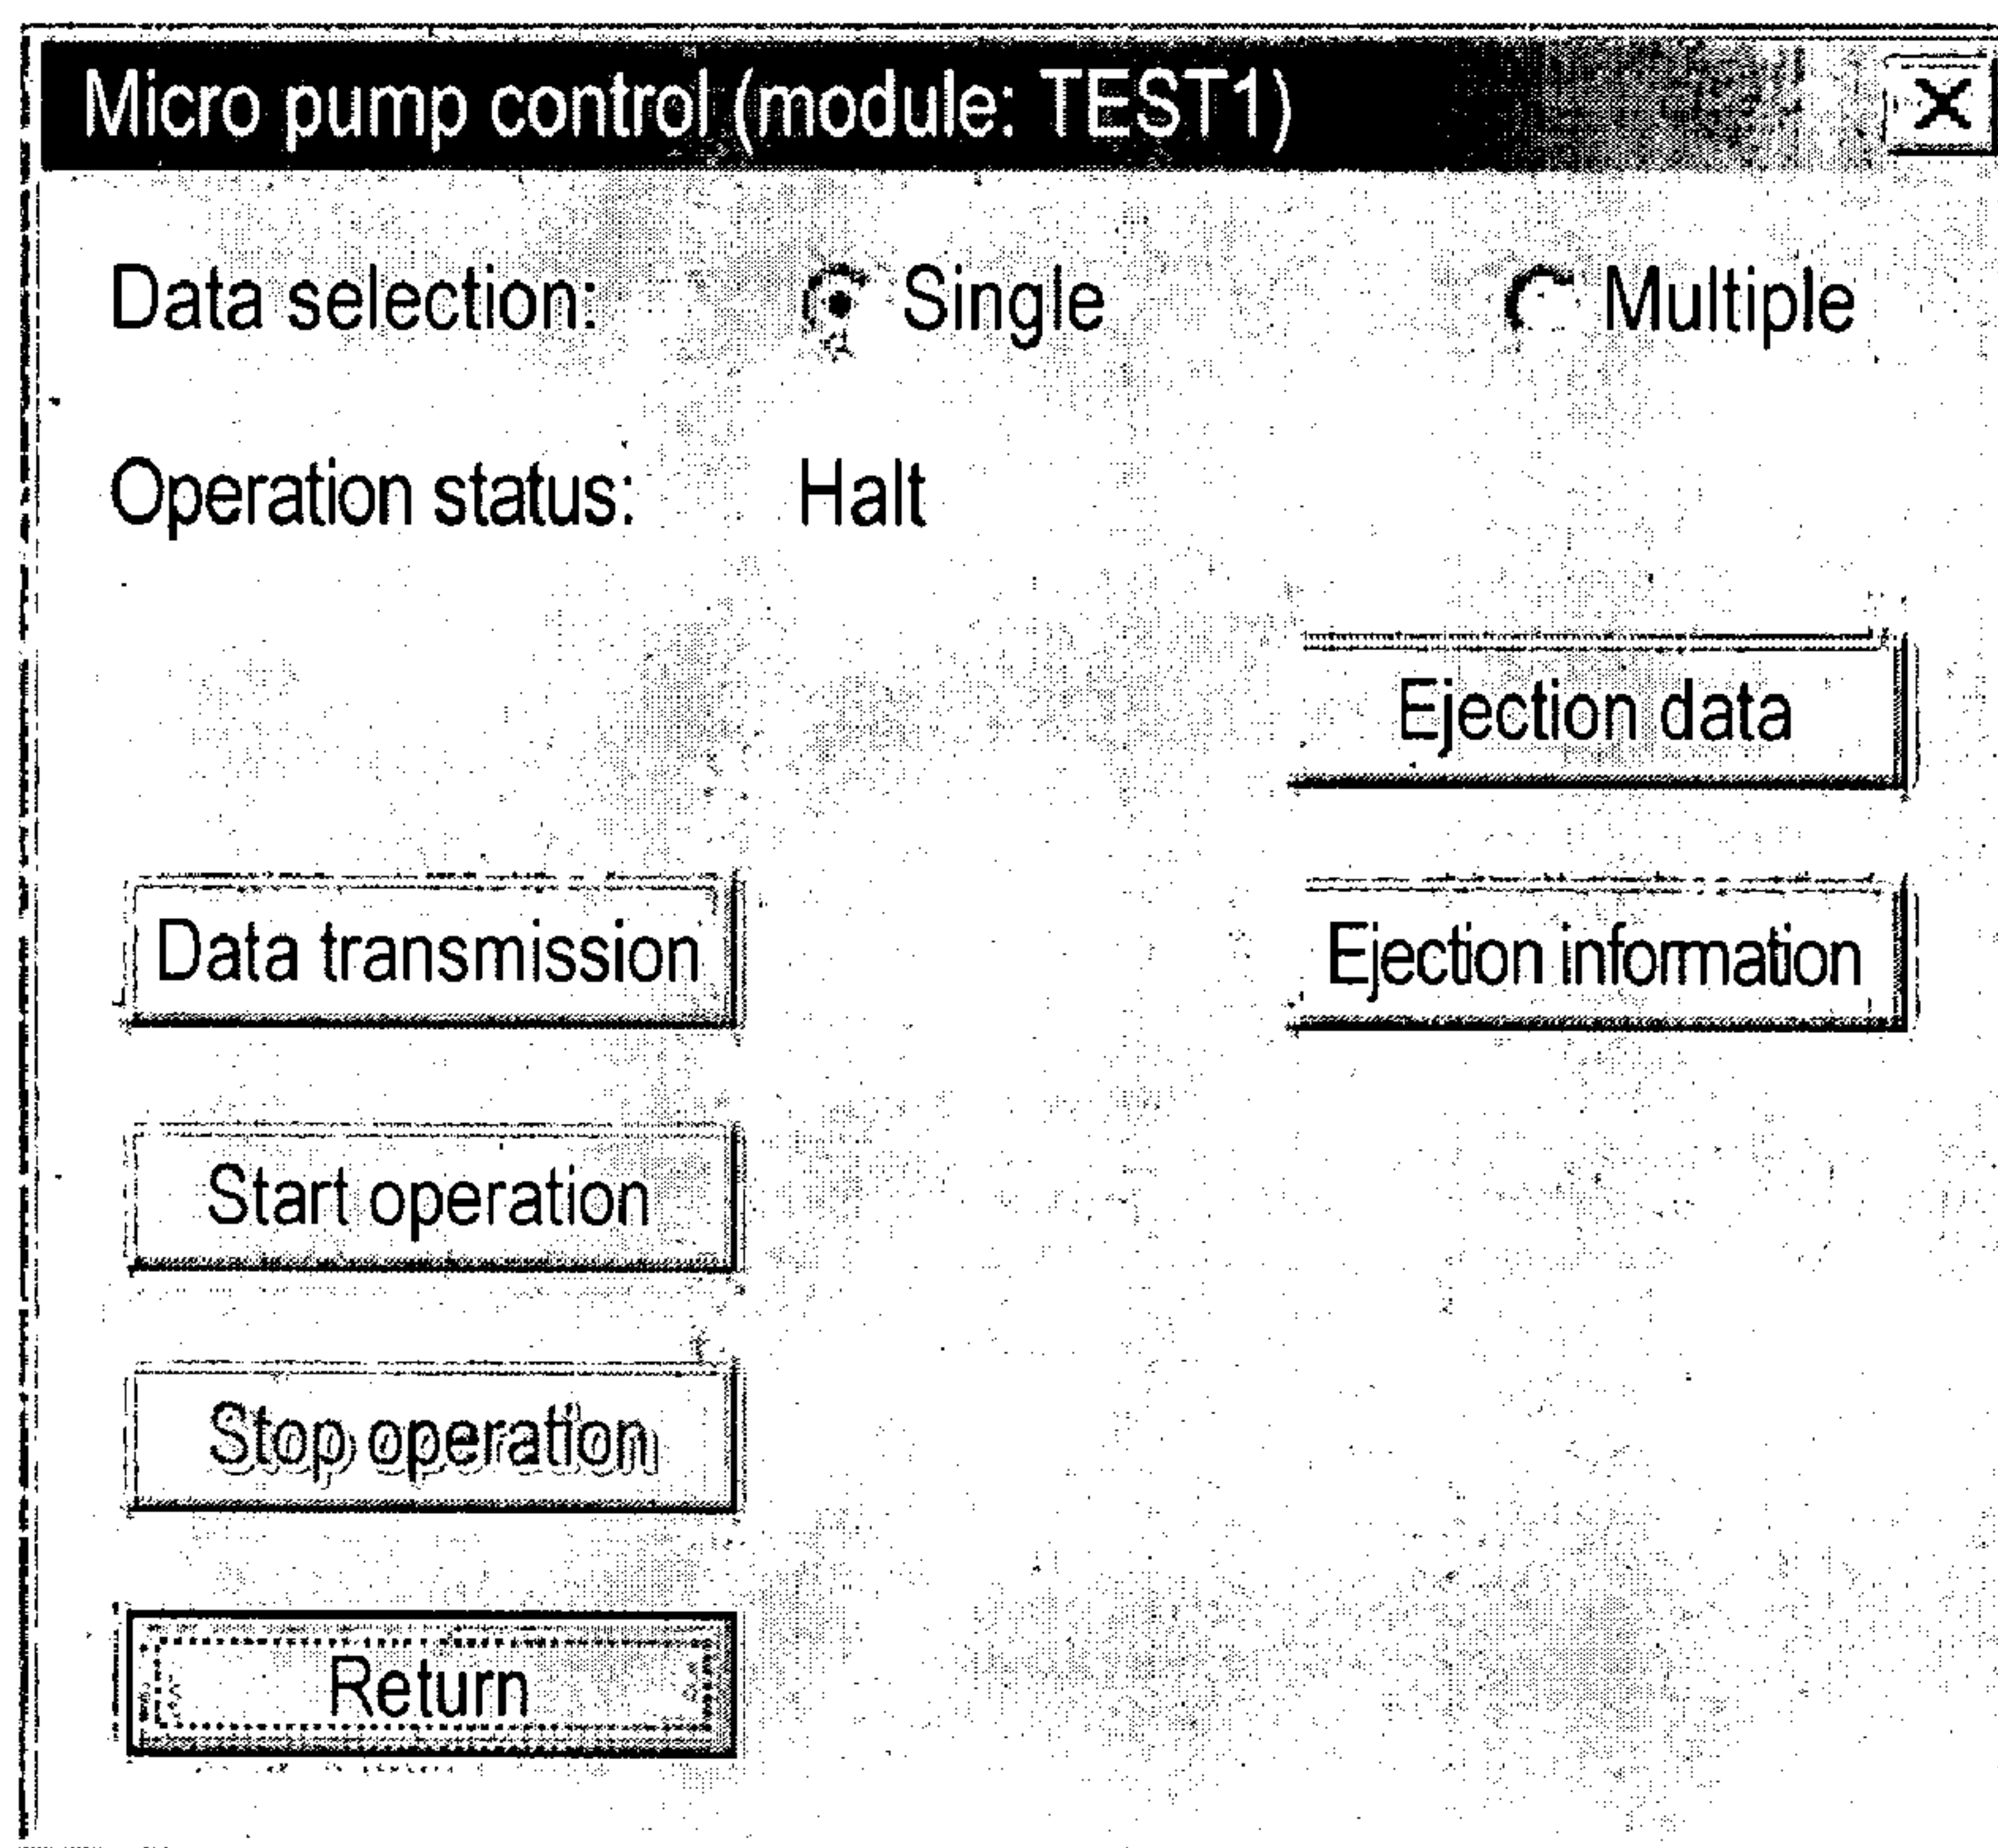 Micro pump control (module: TEST1)
Data selection: Single Multiple
Operation status: Halt
Ejection data
Data transmission Ejection information
Start operation
Stop operation
Return